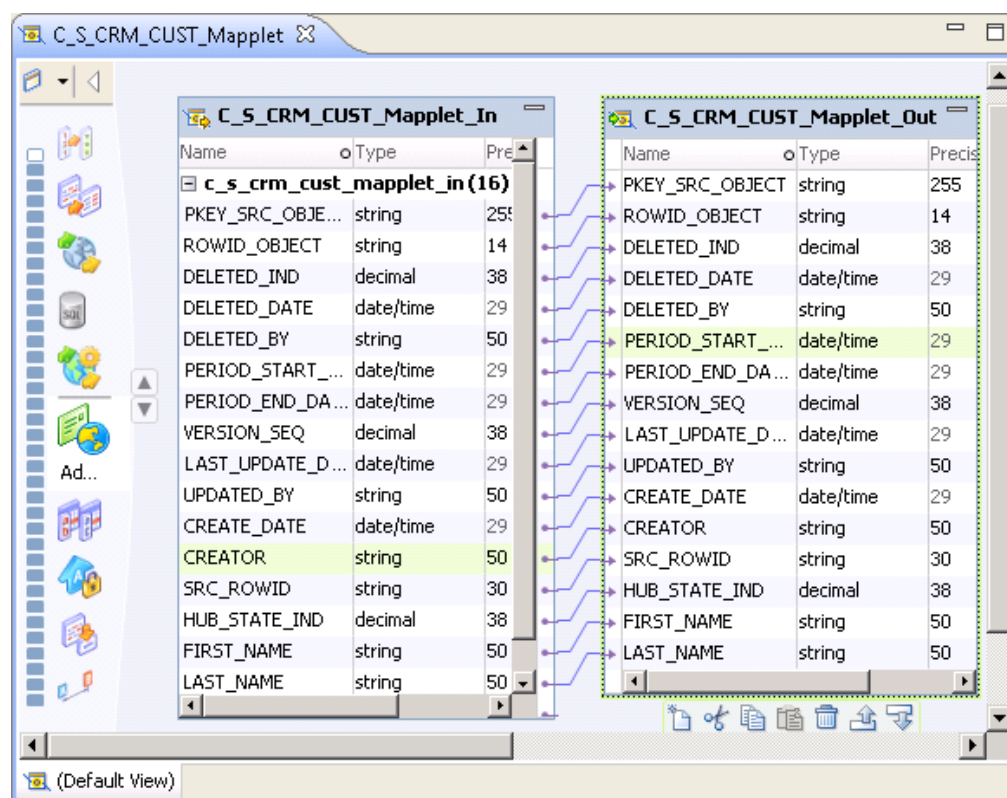 C_S_CRM_CUST_Mapplet
C_S_CRM_CUST_Mapplet_In
Name Type Pre
c_s_crm_cust_mapplet_in (16)
PKEY_SRC_OBJE... string 255
ROWID_OBJECT string 14
DELETED_IND decimal 38
DELETED_DATE date/time 29
DELETED_BY string 50
PERIOD_START_... date/time 29
PERIOD_END_DA... date/time 29
VERSION_SEQ decimal 38
LAST_UPDATE_D... date/time 29
UPDATED_BY string 50
CREATE_DATE date/time 29
CREATOR string 50
SRC_ROWID string 30
HUB_STATE_IND decimal 38
FIRST_NAME string 50
LAST_NAME string 50
C_S_CRM_CUST_Mapplet_Out
Name Type Precis
PKEY_SRC_OBJECT string 255
ROWID_OBJECT string 14
DELETED_IND decimal 38
DELETED_DATE date/time 29
DELETED_BY string 50
PERIOD_START_... date/time 29
PERIOD_END_DA... date/time 29
VERSION_SEQ decimal 38
LAST_UPDATE_D... date/time 29
UPDATED_BY string 50
CREATE_DATE date/time 29
CREATOR string 50
SRC_ROWID string 30
HUB_STATE_IND decimal 38
FIRST_NAME string 50
LAST_NAME string 50
SQL
Ad...
(Default View)